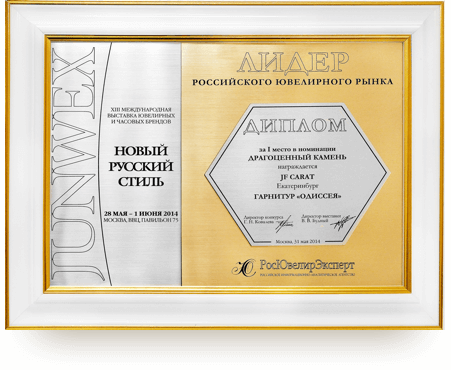 JUNWEX
XIII МЕЖДУНАРОДНАЯ
ВЫСТАВКА ЮВЕЛИРНЫХ
И ЧАСОВЫХ БРЕНДОВ
НОВЫЙ
РУССКИЙ
СТИЛЬ
28 МАЯ – 1 ИЮНЯ 2014
МОСКВА, ВВЦ, ПАВИЛЬОН 75
ЛИДЕР
РОССИЙСКОГО ЮВЕЛИРНОГО РЫНКА
ДИПЛОМ
за I место в номинации
ДРАГОЦЕННЫЙ КАМЕНЬ
награждается
JF CARAT
Екатеринбург
ГАРНИТУР «ОДИССЕЯ»
Директор конкурса
Директор выставки
В. В. Будный
Москва, 31 мая 2014
РосЮвелирЭксперт